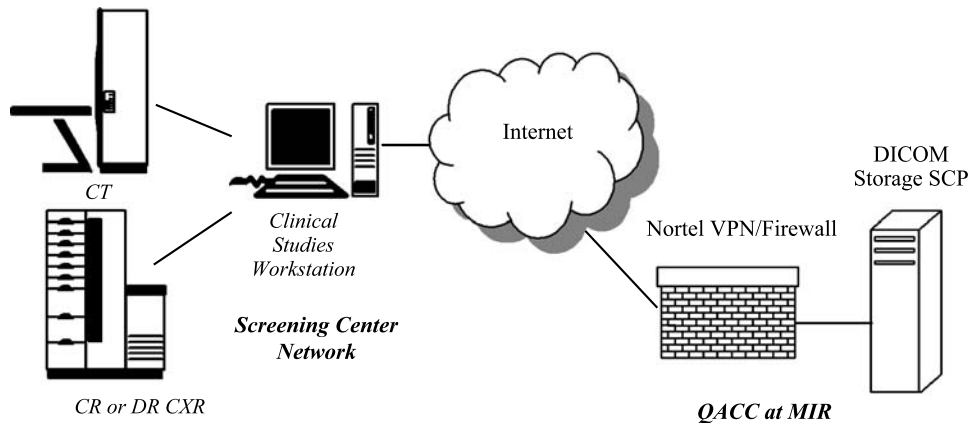 CT
CR or DR CXR
Clinical
Studies
Workstation
Screening Center
Network
Internet
Nortel VPN/Firewall
QACC at MIR
DICOM
Storage SCP